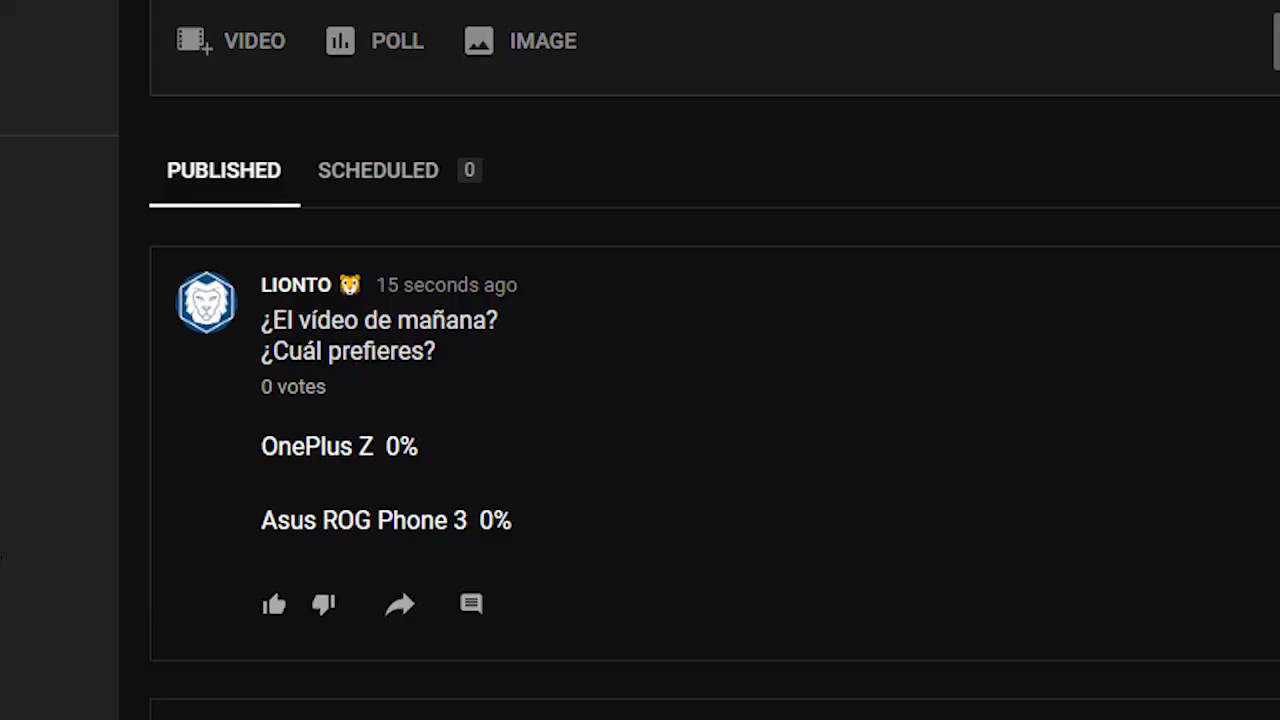 VIDEO POLL IMAGE
PUBLISHED SCHEDULED 0
LIONTO 🐯 15 seconds ago
¿El vídeo de mañana?
¿Cuál prefieres?
0 votes
OnePlus Z 0%
Asus ROG Phone 3 0%